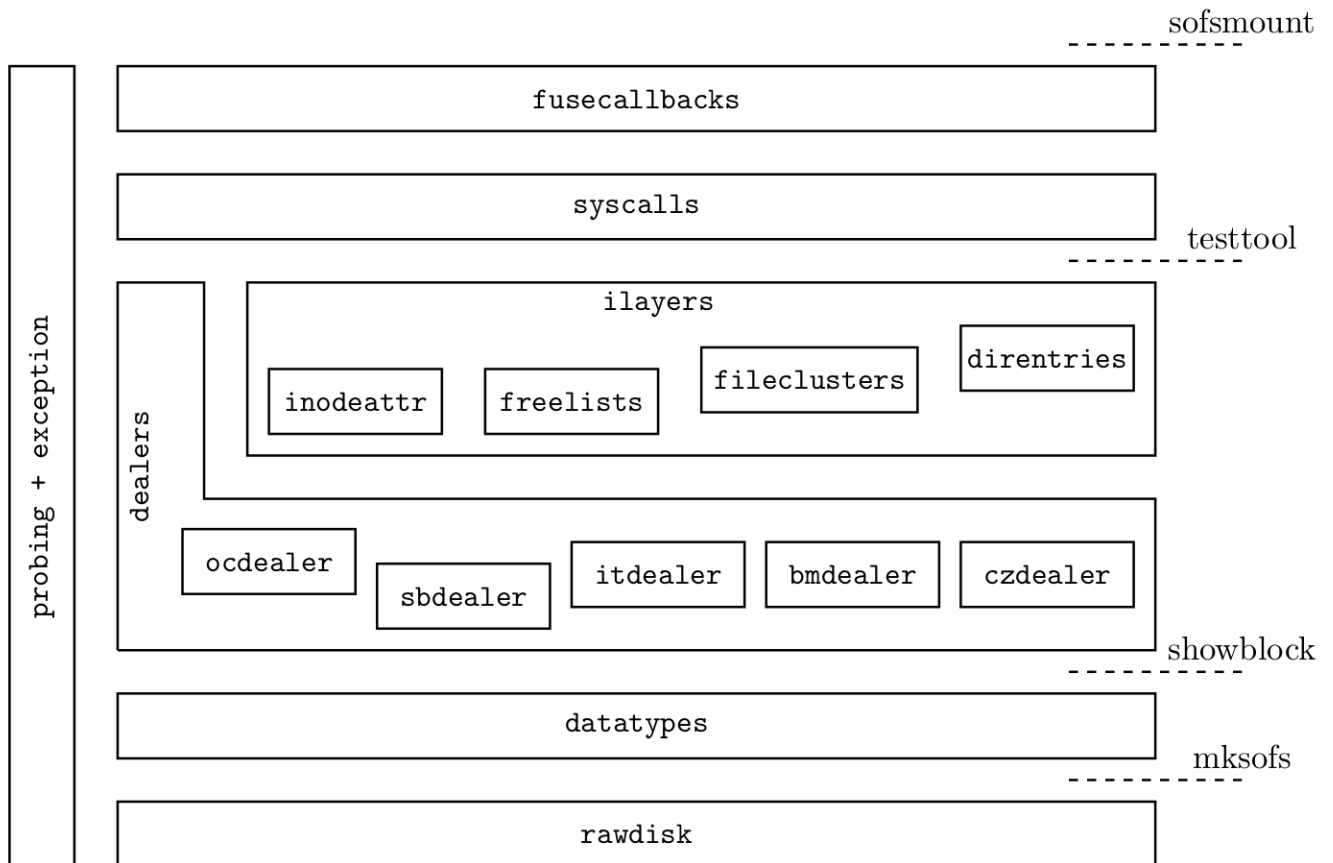 sofsmount
fusecallbacks
syscalls
testtool
probing + exception
dealers
ilayers
inodeattr
freelists
fileclusters
direntries
ocdealer
sbdealer
itdealer
bmdealer
czdealer
showblock
datatypes
mksofs
rawdisk